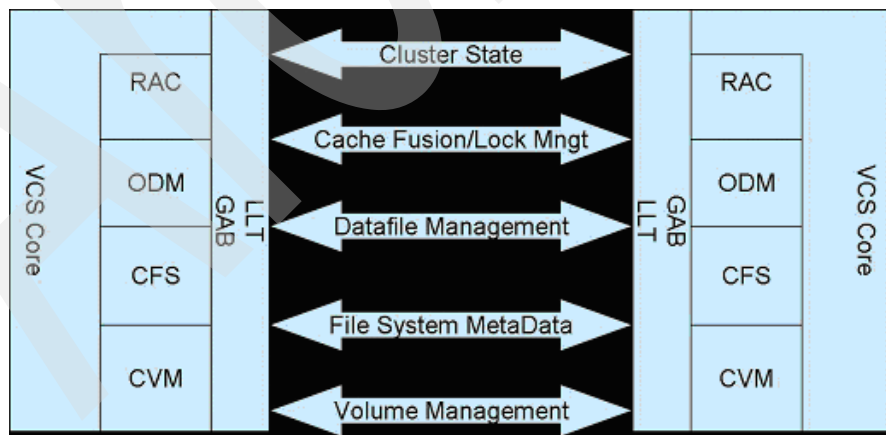 Cluster State
RAC
RAC
Cache Fusion/Lock Mngt
ODM
ODM
VCS Core
LLT
GAB
Datafile Management
GAB
LLT
VCS Core
CFS
CFS
File System MetaData
CVM
CVM
Volume Management